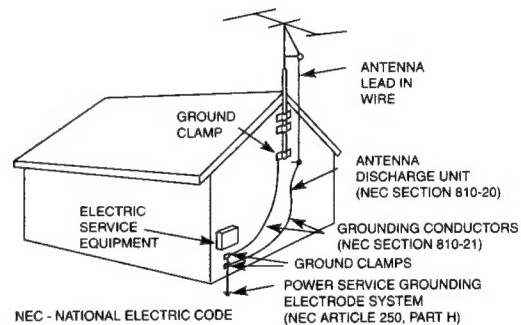 ANTENNA
LEAD IN
WIRE
GROUND
CLAMP
ANTENNA
DISCHARGE UNIT
(NEC SECTION 810-20)
ELECTRIC
SERVICE
EQUIPMENT
GROUNDING CONDUCTORS
(NEC SECTION 810-21)
GROUND CLAMPS
POWER SERVICE GROUNDING
ELECTRODE SYSTEM
(NEC ARTICLE 250, PART H)
NEC - NATIONAL ELECTRIC CODE